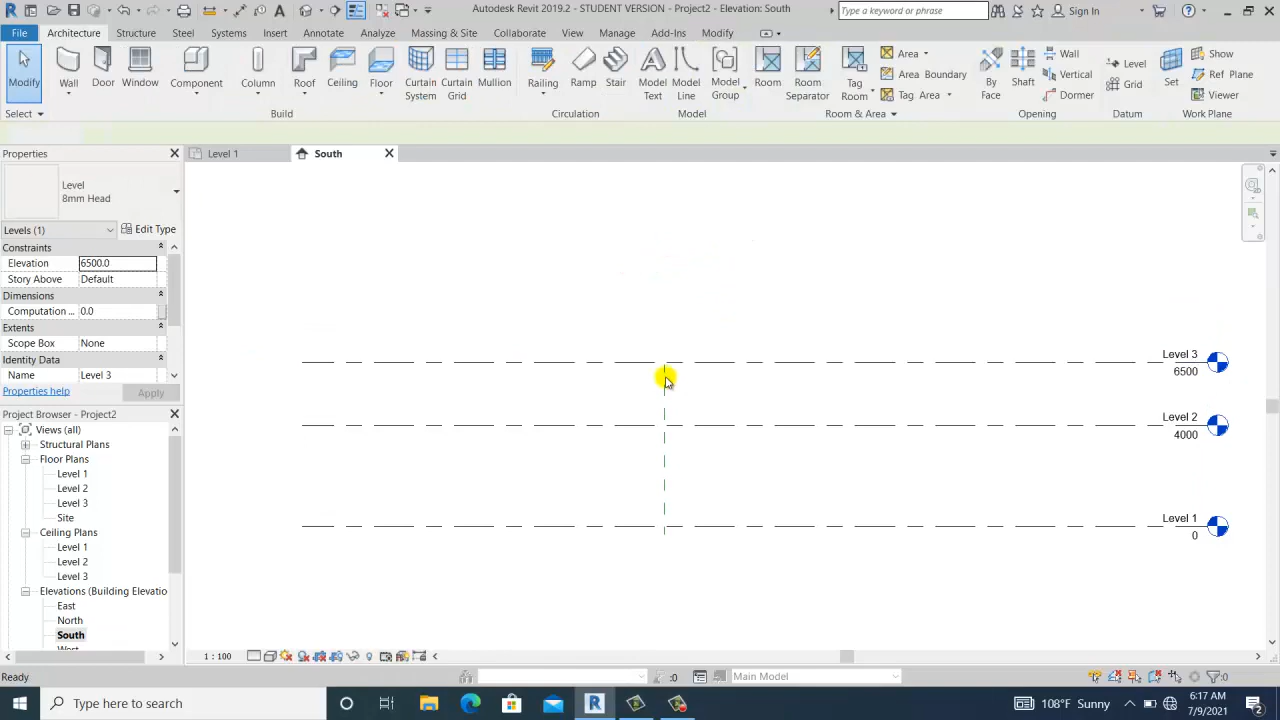 Autodesk Revit 2019.2 - STUDENT VERSION - Project2 - Elevation: South
Type a keyword or phrase
Sign In
File
Architecture
Structure
Steel
Systems
Insert
Annotate
Analyze
Massing & Site
Collaborate
View
Manage
Add-Ins
Modify
Modify
Wall
Door
Window
Component
Column
Roof
Ceiling
Floor
Curtain
System
Curtain
Grid
Mullion
Railing
Ramp
Stair
Model
Text
Model
Line
Model
Group
Room
Room
Separator
Tag
Room
Area
Area Boundary
Tag Area
By
Face
Shaft
Wall
Vertical
Dormer
Level
Grid
Set
Show
Ref Plane
Viewer
Select
Build
Circulation
Model
Room & Area
Opening
Datum
Work Plane
Properties
Level 1
South
Level
8mm Head
Levels (1)
Edit Type
Constraints
Elevation 6500.0
Story Above Default
Dimensions
Computation ... 0.0
Extents
Scope Box None
Identity Data
Name Level 3
Properties help
Apply
Project Browser - Project2
Views (all)
Structural Plans
Floor Plans
Level 1
Level 2
Level 3
Site
Ceiling Plans
Level 1
Level 2
Level 3
Elevations (Building Elevatio
East
North
South
West
Level 3
6500
Level 2
4000
Level 1
0
1 : 100
Ready
:0
Main Model
:0
Type here to search
108°F Sunny
6:17 AM
7/9/2021
2